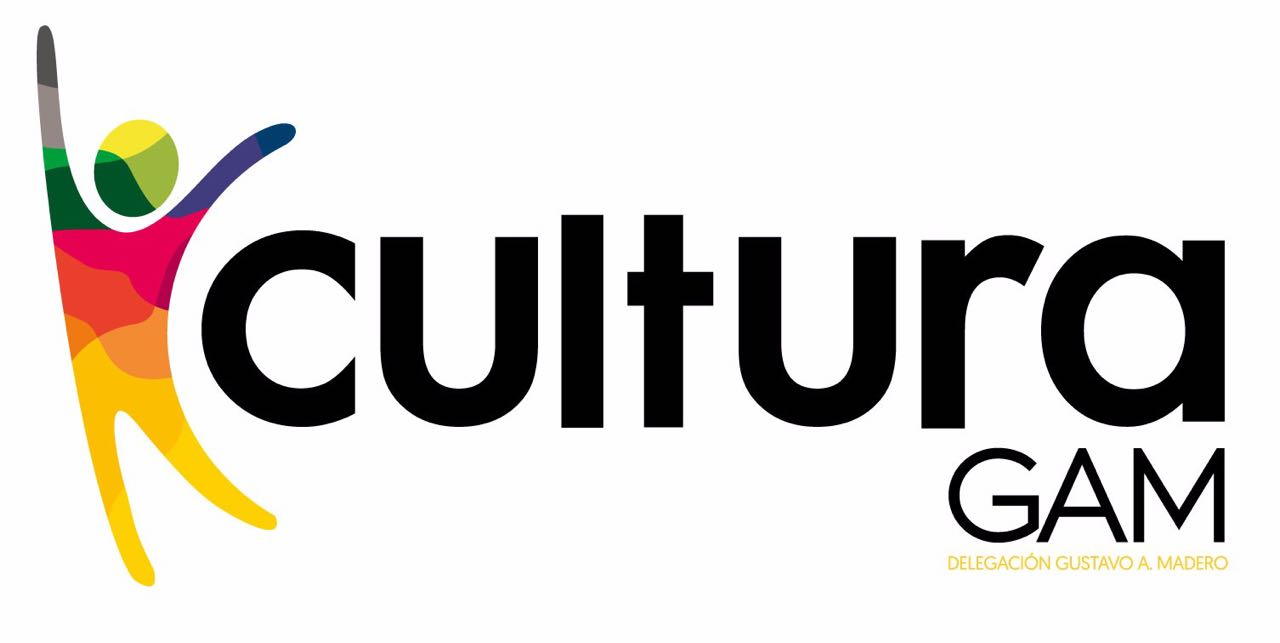 cultura
GAM
DELEGACIÓN GUSTAVO A. MADERO